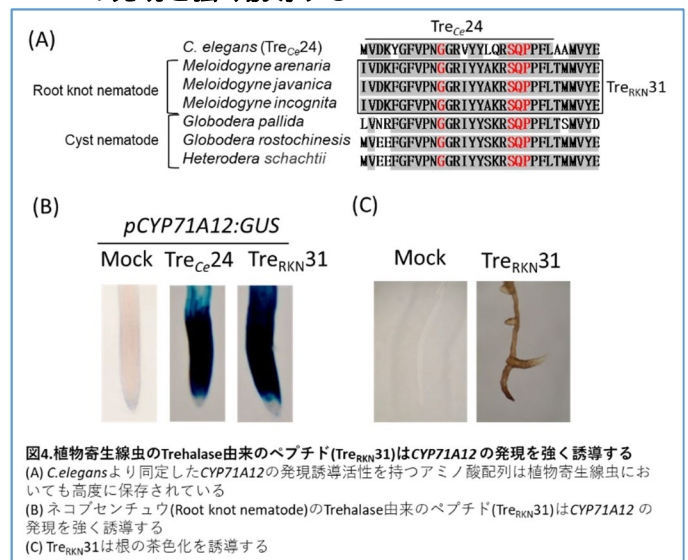 (A)
Tre_Ce24
C. elegans (Tre_Ce24) MVDKYGFVPNGGRVYYLQRSQPPFLAAMVYE
Root knot nematode
Meloidogyne arenaria IVDKFGFVPNGGRIYYAKRSQPPFLTMMVYE
Meloidogyne javanica IVDKFGFVPNGGRIYYAKRSQPPFLTMMVYE
Meloidogyne incognita IVDKFGFVPNGGRIYYAKRSQPPFLTMMVYE
Tre_RKN31
Cyst nematode
Globodera pallida LVNRFGFVPNGGRIYYSKRSQPPFLTSMVYD
Globodera rostochinesis MVEEFGFVPNGGRIYYSKRSQPPFLTMMVYE
Heterodera schachtii MVEEFGFVPNGGRIYYSKRSQPPFLTMMVYE
(B)
pCYP71A12:GUS
Mock Tre_Ce24 Tre_RKN31
(C)
Mock Tre_RKN31
図4.植物寄生線虫のTrehalase由来のペプチド(Tre_RKN31)はCYP71A12 の発現を強く誘導する
(A) C.elegansより同定したCYP71A12の発現誘導活性を持つアミノ酸配列は植物寄生線虫にお
いても高度に保存されている
(B) ネコブセンチュウ(Root knot nematode)のTrehalase由来のペプチド(Tre_RKN31)はCYP71A12 の
発現を強く誘導する
(C) Tre_RKN31は根の茶色化を誘導する